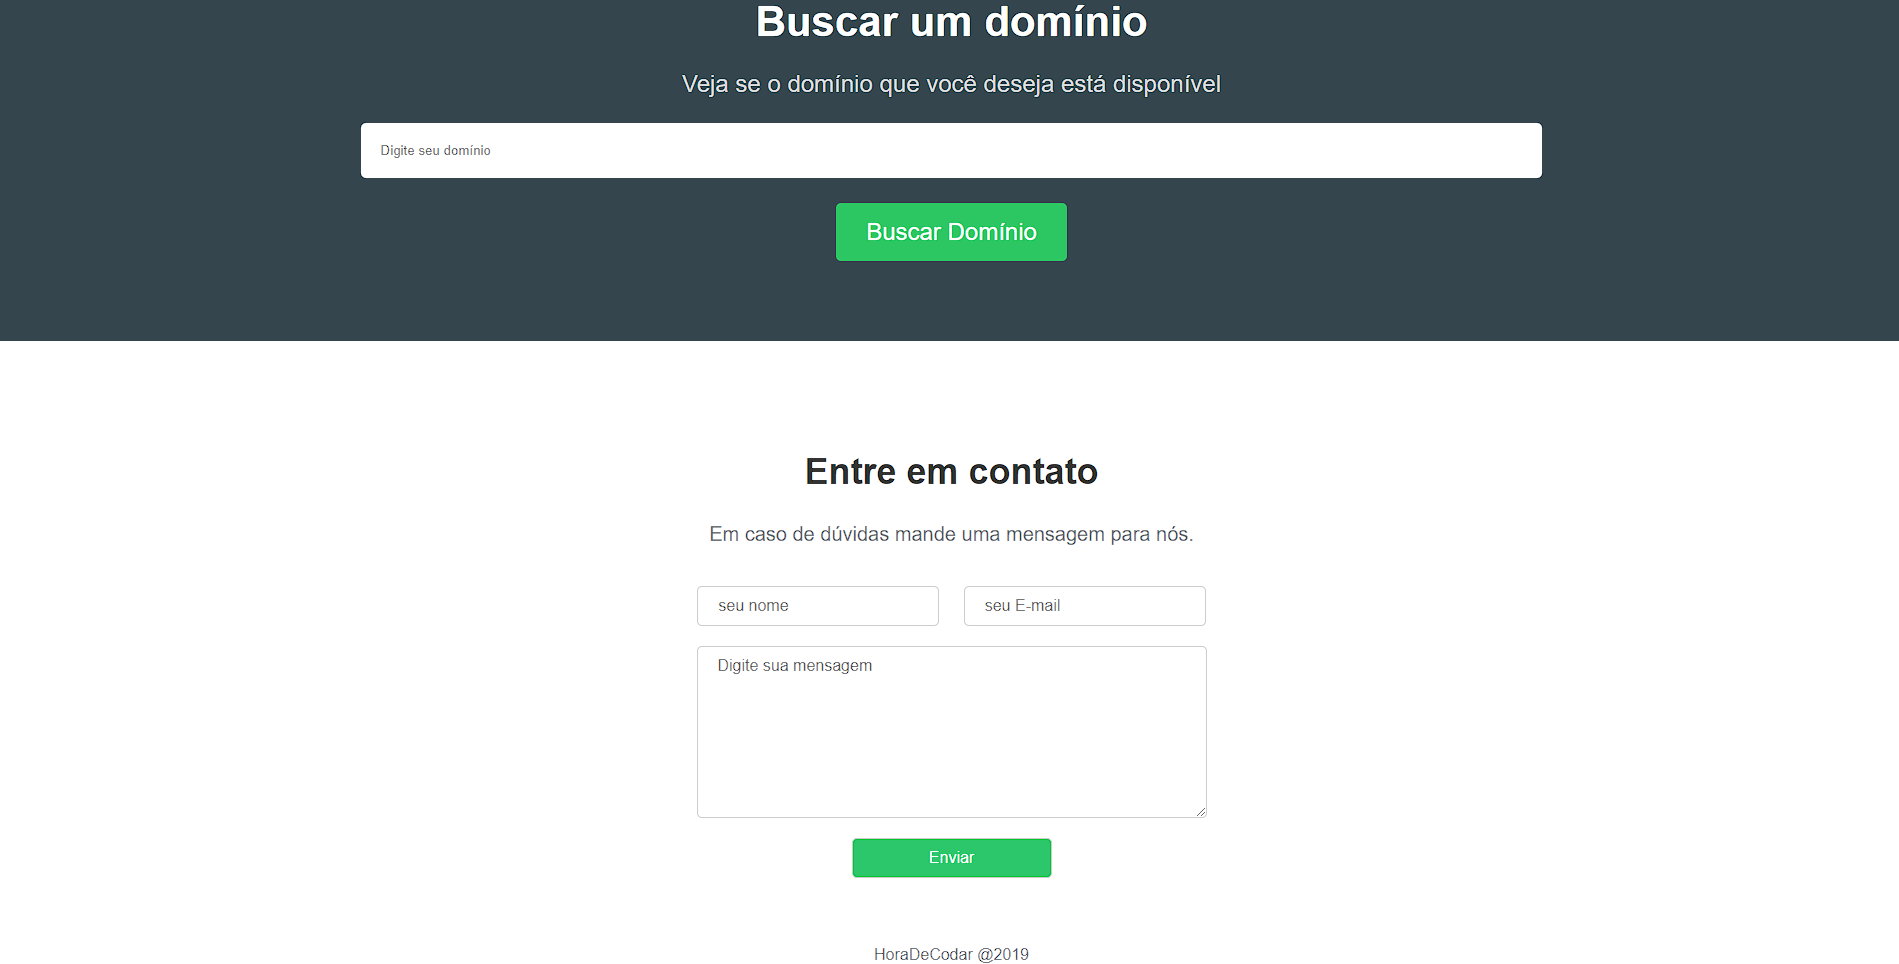 Buscar um domínio
Veja se o domínio que você deseja está disponível
Digite seu domínio
Buscar Domínio
Entre em contato
Em caso de dúvidas mande uma mensagem para nós.
seu nome seu E-mail
Digite sua mensagem
Enviar
HoraDeCodar @2019